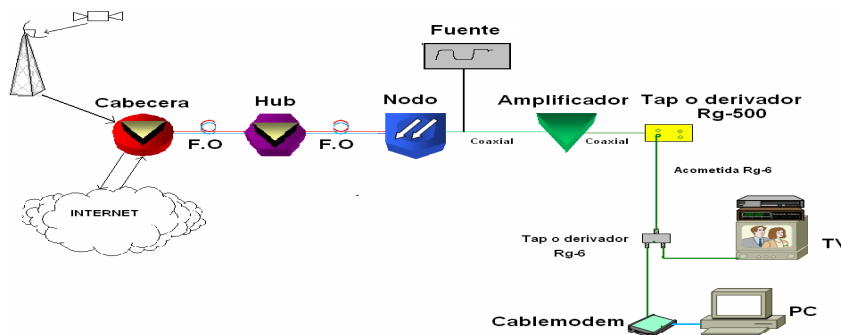 Fuente
Cabecera
Hub
Nodo
Amplificador
Tap o derivador
Rg-500
F.O
F.O
Coaxial
Coaxial
Acometida Rg-6
INTERNET
Tap o derivador
Rg-6
TV
Cablemodem
PC